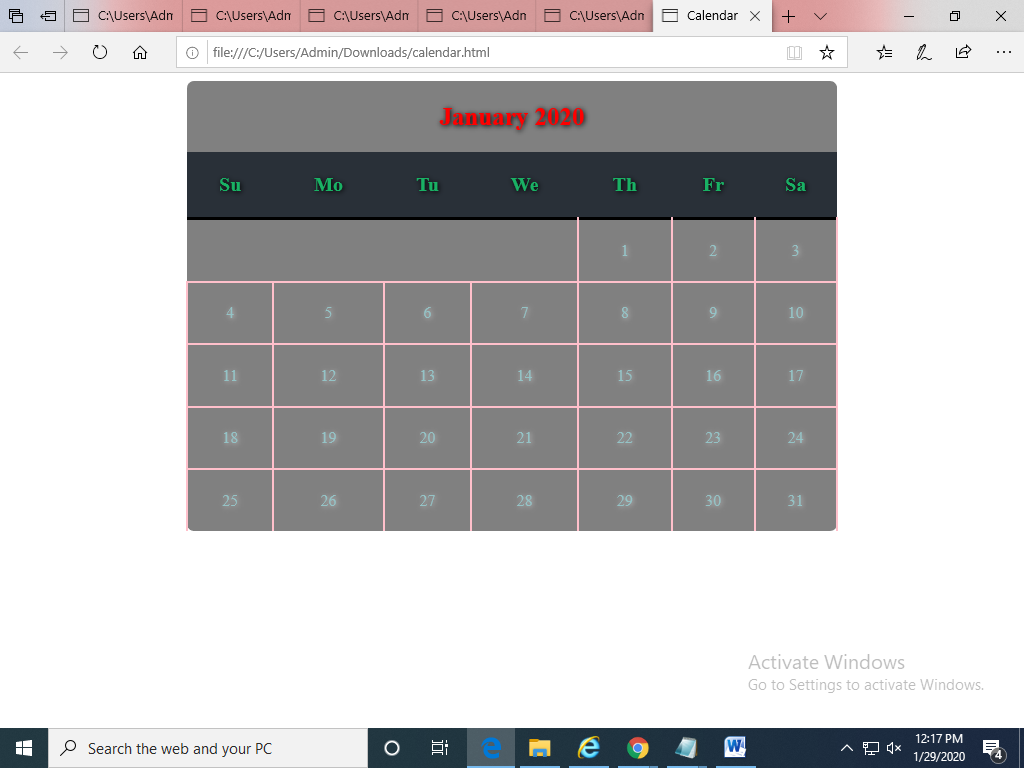 C:\Users\Adn C:\Users\Adn C:\Users\Adn C:\Users\Adn C:\Users\Adn Calendar
file:///C:/Users/Admin/Downloads/calendar.html
January 2020
Su Mo Tu We Th Fr Sa
1 2 3
4 5 6 7 8 9 10
11 12 13 14 15 16 17
18 19 20 21 22 23 24
25 26 27 28 29 30 31
Activate Windows
Go to Settings to activate Windows.
Search the web and your PC
12:17 PM
1/29/2020
4